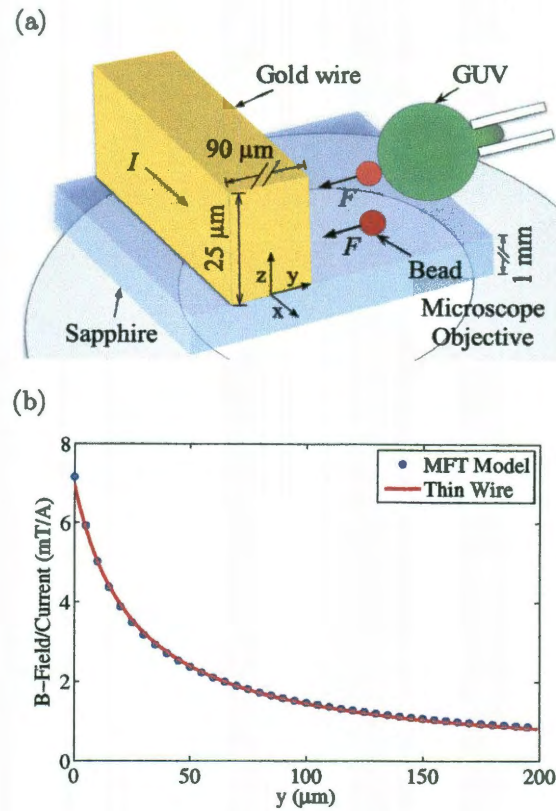 (a)
Gold wire
GUV
90 μm
I
F
25 μm
F
Bead
z
y
x
1 mm
Sapphire
Microscope
Objective
(b)
8
MFT Model
Thin Wire
6
4
2
0
B-Field/Current (mT/A)
0
50
100
150
200
y (μm)